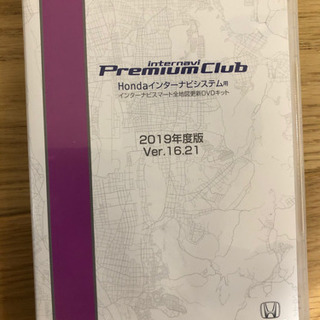 internavi
Premium Club
Hondaインターナビシステム用
インターナビスマート全地図更新DVDキット
2019年度版
Ver.16.21